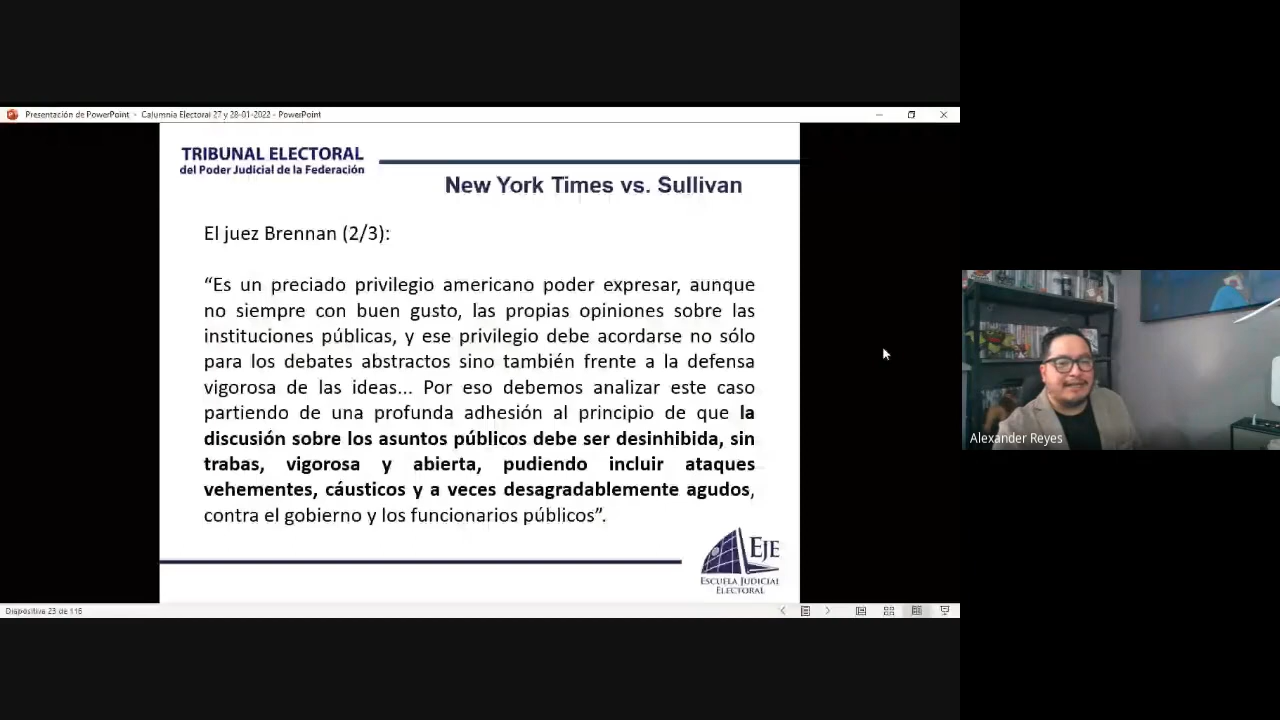 Presentación de PowerPoint - Calumnia Electoral 27 y 28-01-2022 - PowerPoint
TRIBUNAL ELECTORAL
del Poder Judicial de la Federación
New York Times vs. Sullivan
El juez Brennan (2/3):
“Es un preciado privilegio americano poder expresar, aunque
no siempre con buen gusto, las propias opiniones sobre las
instituciones públicas, y ese privilegio debe acordarse no sólo
para los debates abstractos sino también frente a la defensa
vigorosa de las ideas... Por eso debemos analizar este caso
partiendo de una profunda adhesión al principio de que la
discusión sobre los asuntos públicos debe ser desinhibida, sin
trabas, vigorosa y abierta, pudiendo incluir ataques
vehementes, cáusticos y a veces desagradablemente agudos,
contra el gobierno y los funcionarios públicos”.
EJE
ESCUELA JUDICIAL
ELECTORAL
Diapositiva 23 de 116
Alexander Reyes